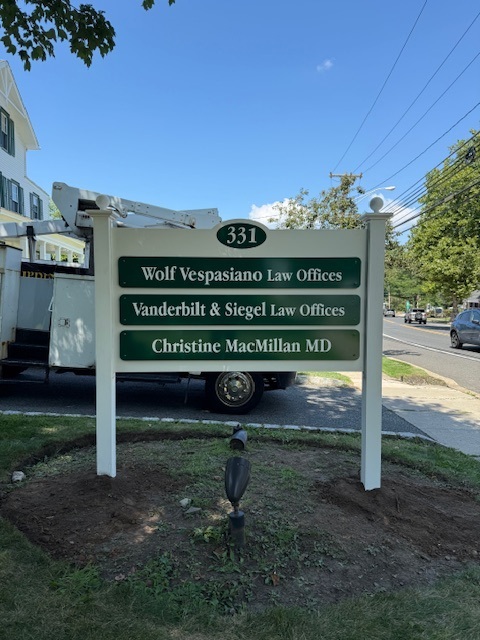 331
Wolf Vespasiano Law Offices
Vanderbilt & Siegel Law Offices
Christine MacMillan MD